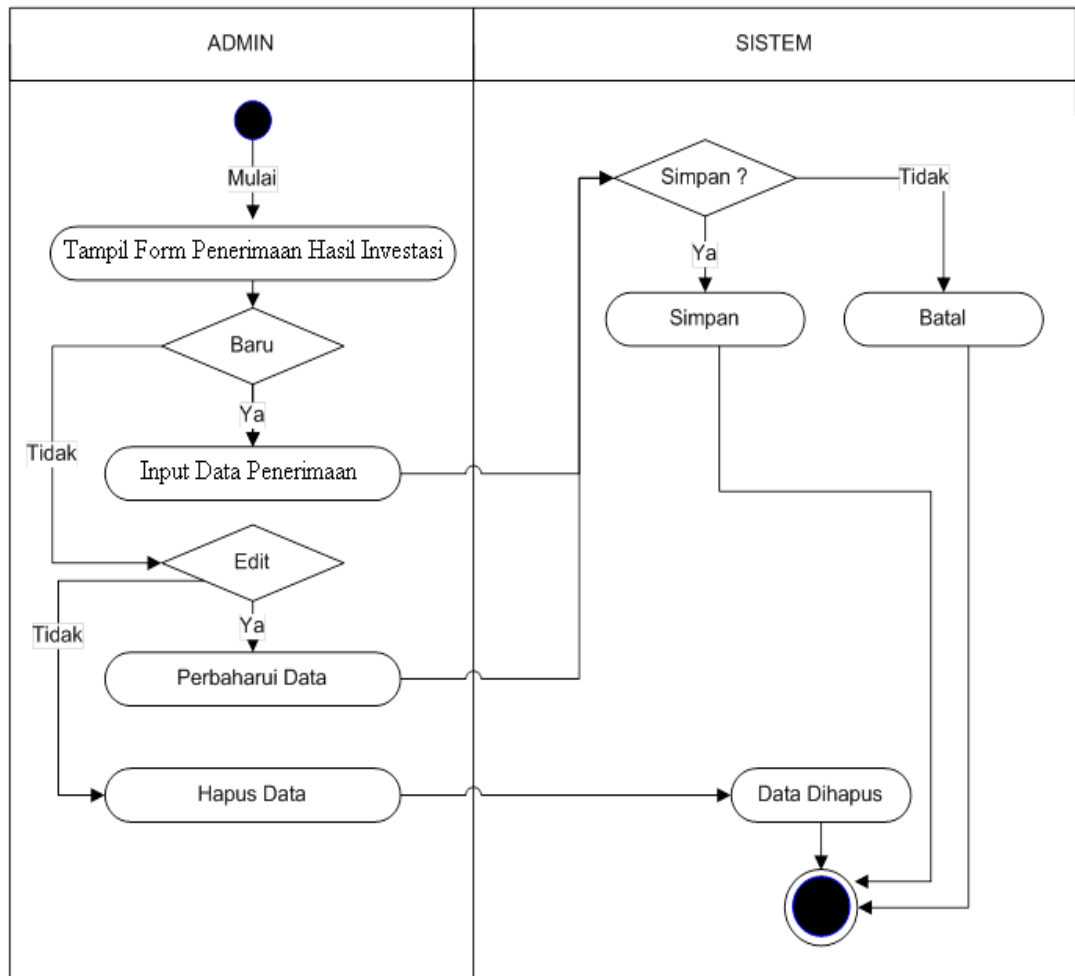 ADMIN
SISTEM
Mulai
Tampil Form Penerimaan Hasil Investasi
Baru
Ya
Tidak
Input Data Penerimaan
Edit
Ya
Tidak
Perbaharui Data
Hapus Data
Simpan ?
Tidak
Ya
Simpan
Batal
Data Dihapus